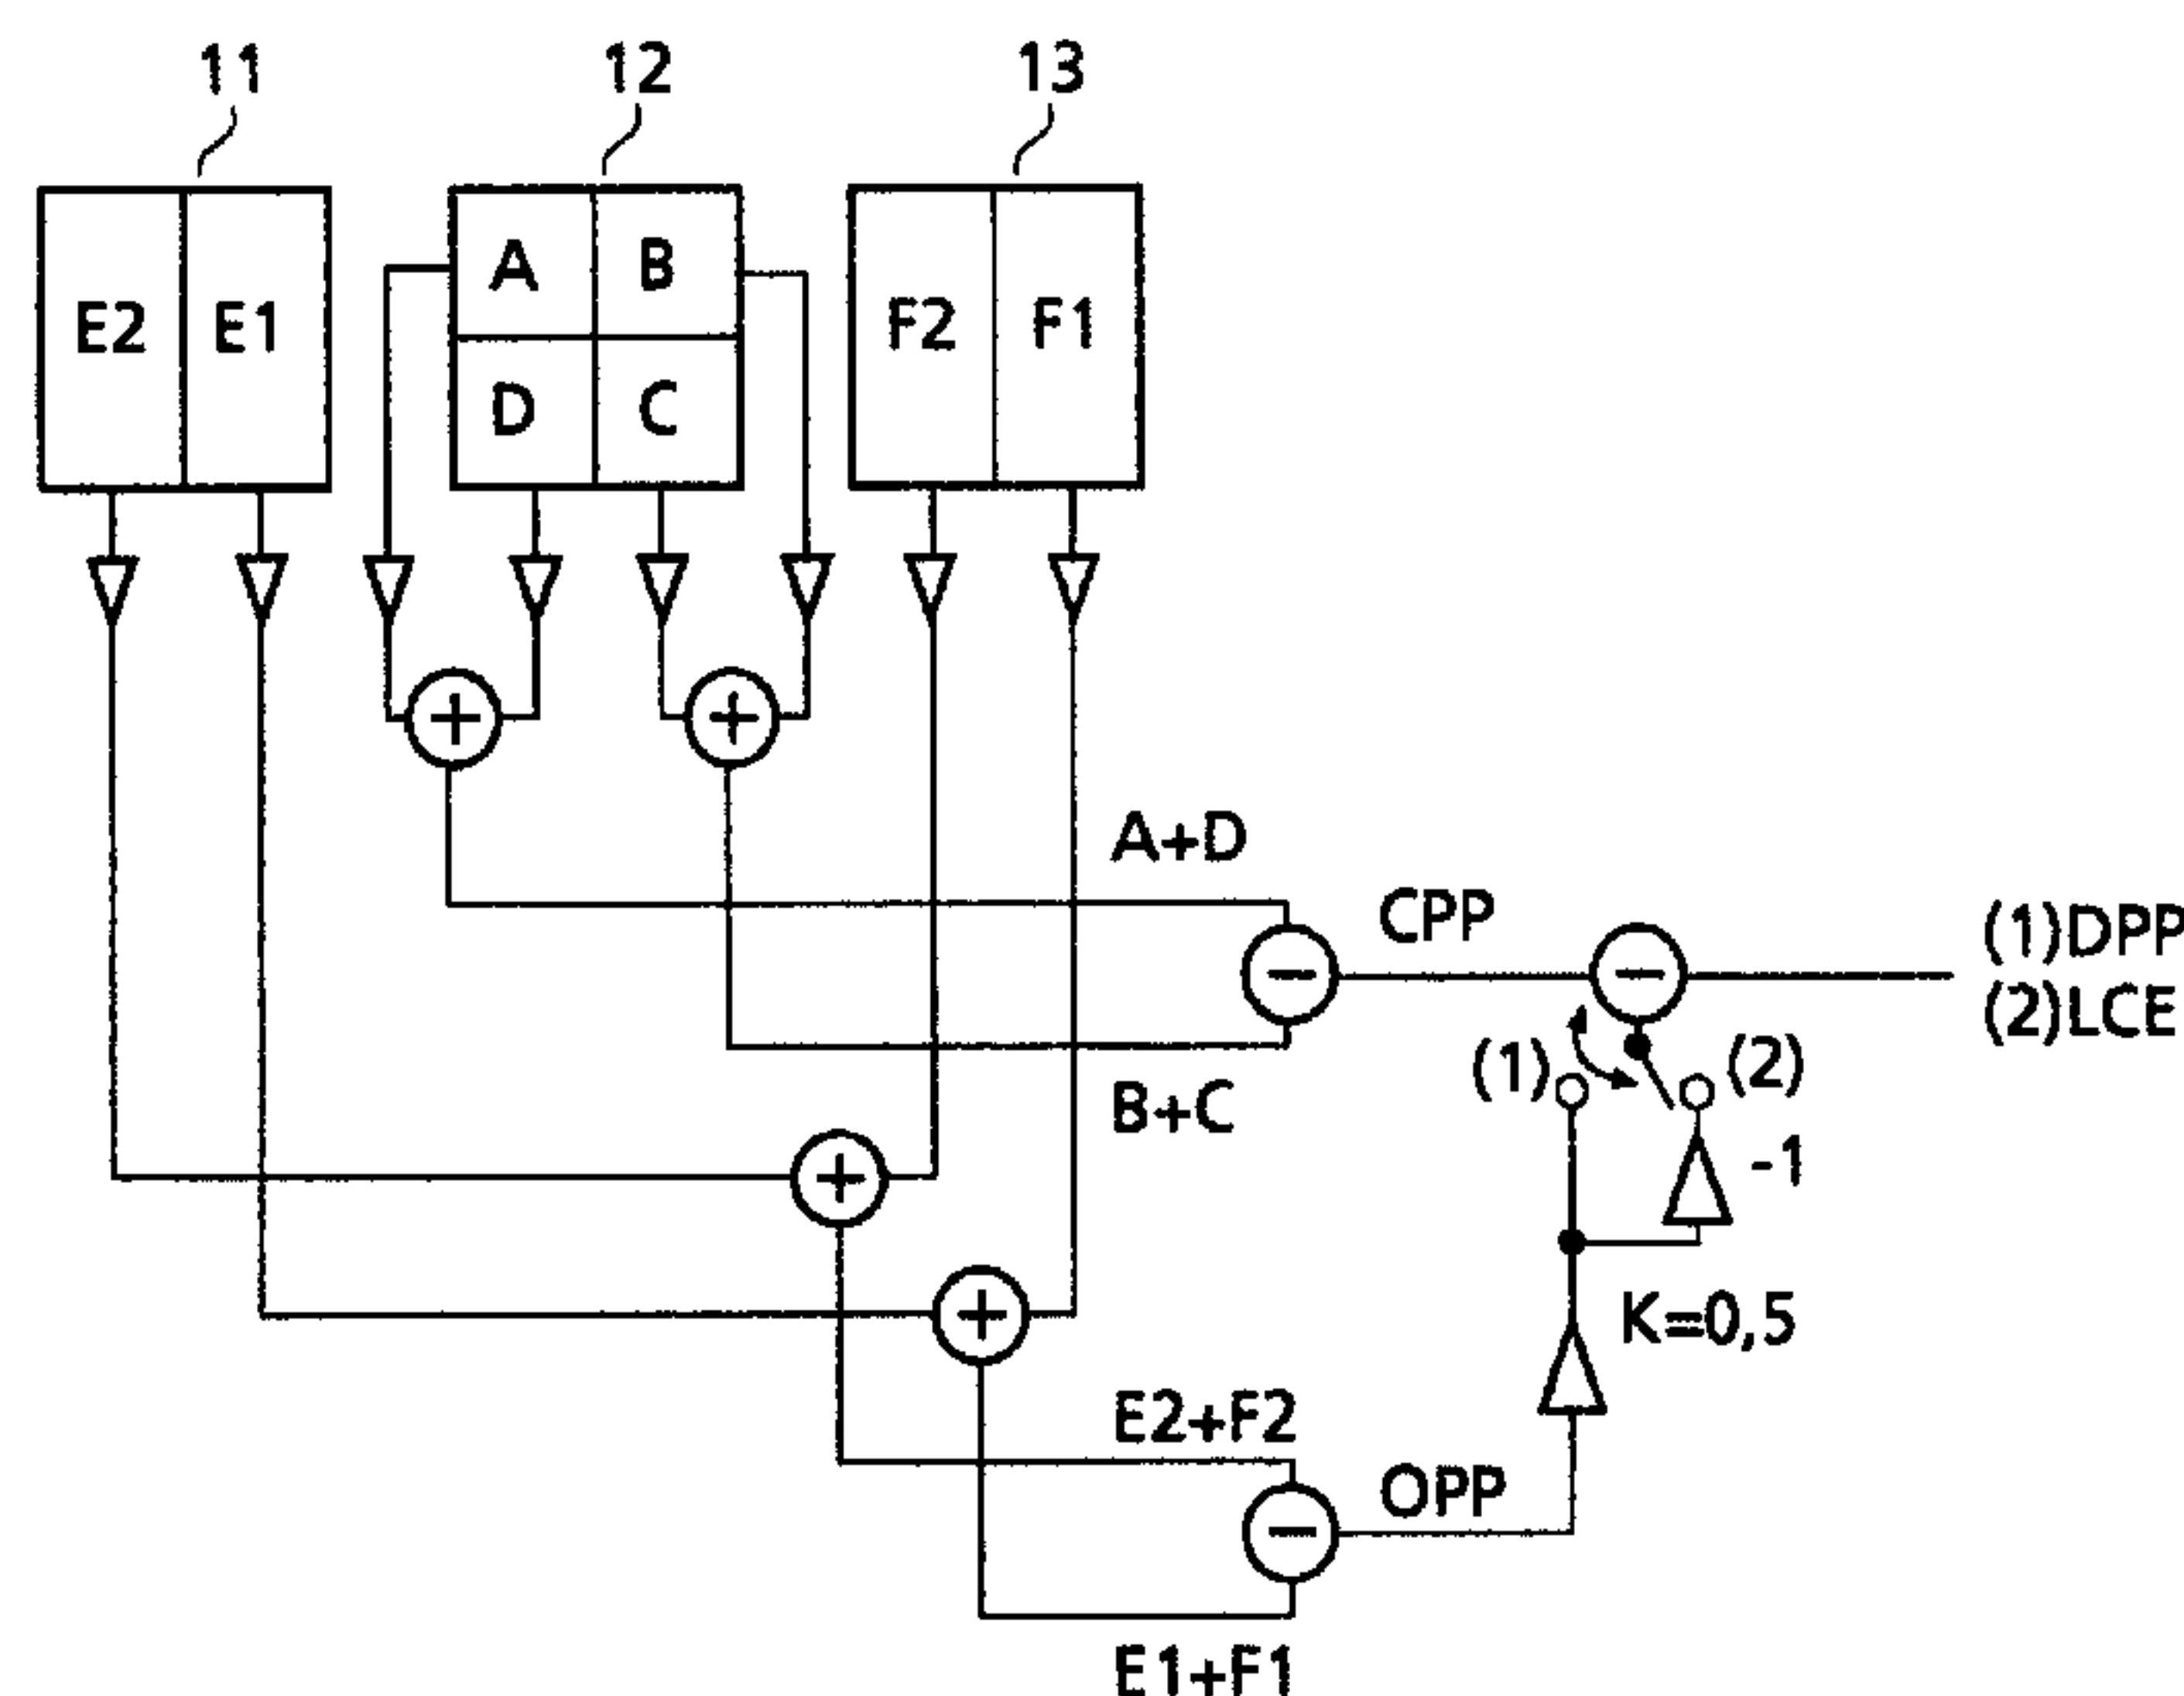 11
12
13
E2
E1
A
B
D
C
F2
F1
+
+
A+D
CPP
(1)DPP
(2)LCE
−
−
(1)
(2)
B+C
-1
+
+
K=0,5
E2+F2
OPP
−
E1+F1